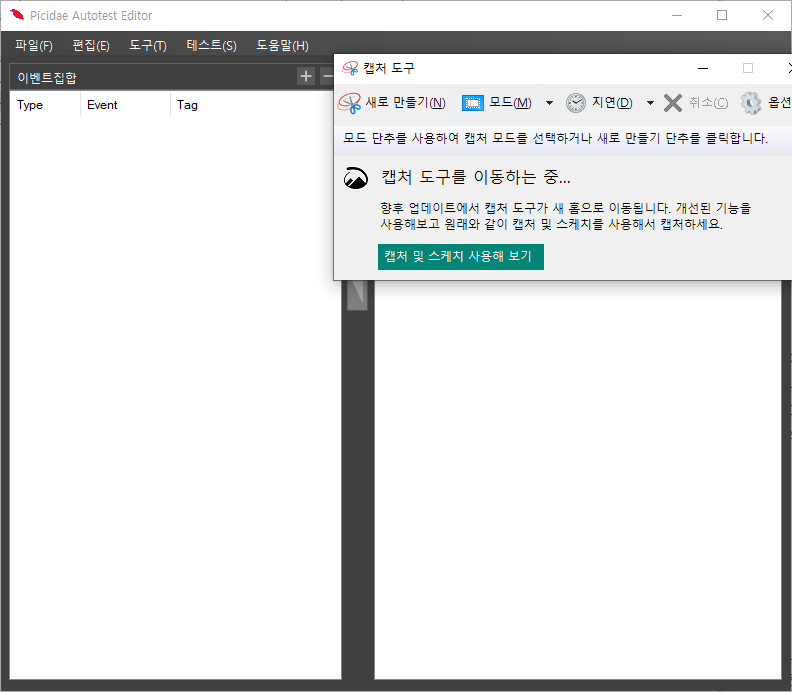 Picidae Autotest Editor
파일(F) 편집(E) 도구(T) 테스트(S) 도움말(H)
이벤트집합
Type Event Tag
캡처 도구
새로 만들기(N) 모드(M) 지연(D) 취소(C) 옵션
모드 단추를 사용하여 캡처 모드를 선택하거나 새로 만들기 단추를 클릭합니다.
캡처 도구를 이동하는 중...
향후 업데이트에서 캡처 도구가 새 홈으로 이동됩니다. 개선된 기능을
사용해보고 원래와 같이 캡처 및 스케치를 사용해서 캡처하세요.
캡처 및 스케치 사용해 보기